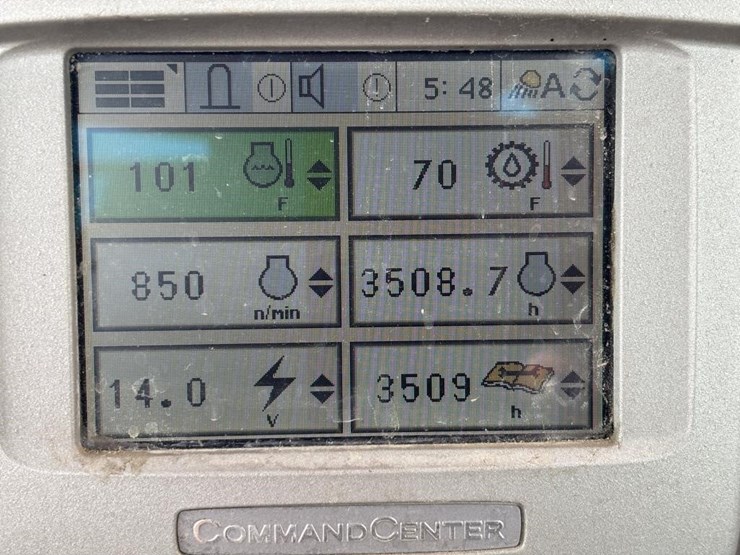 5:48 A
101 F
70 F
850 n/min
3508.7 h
14.0 V
3509 h
COMMANDCENTER